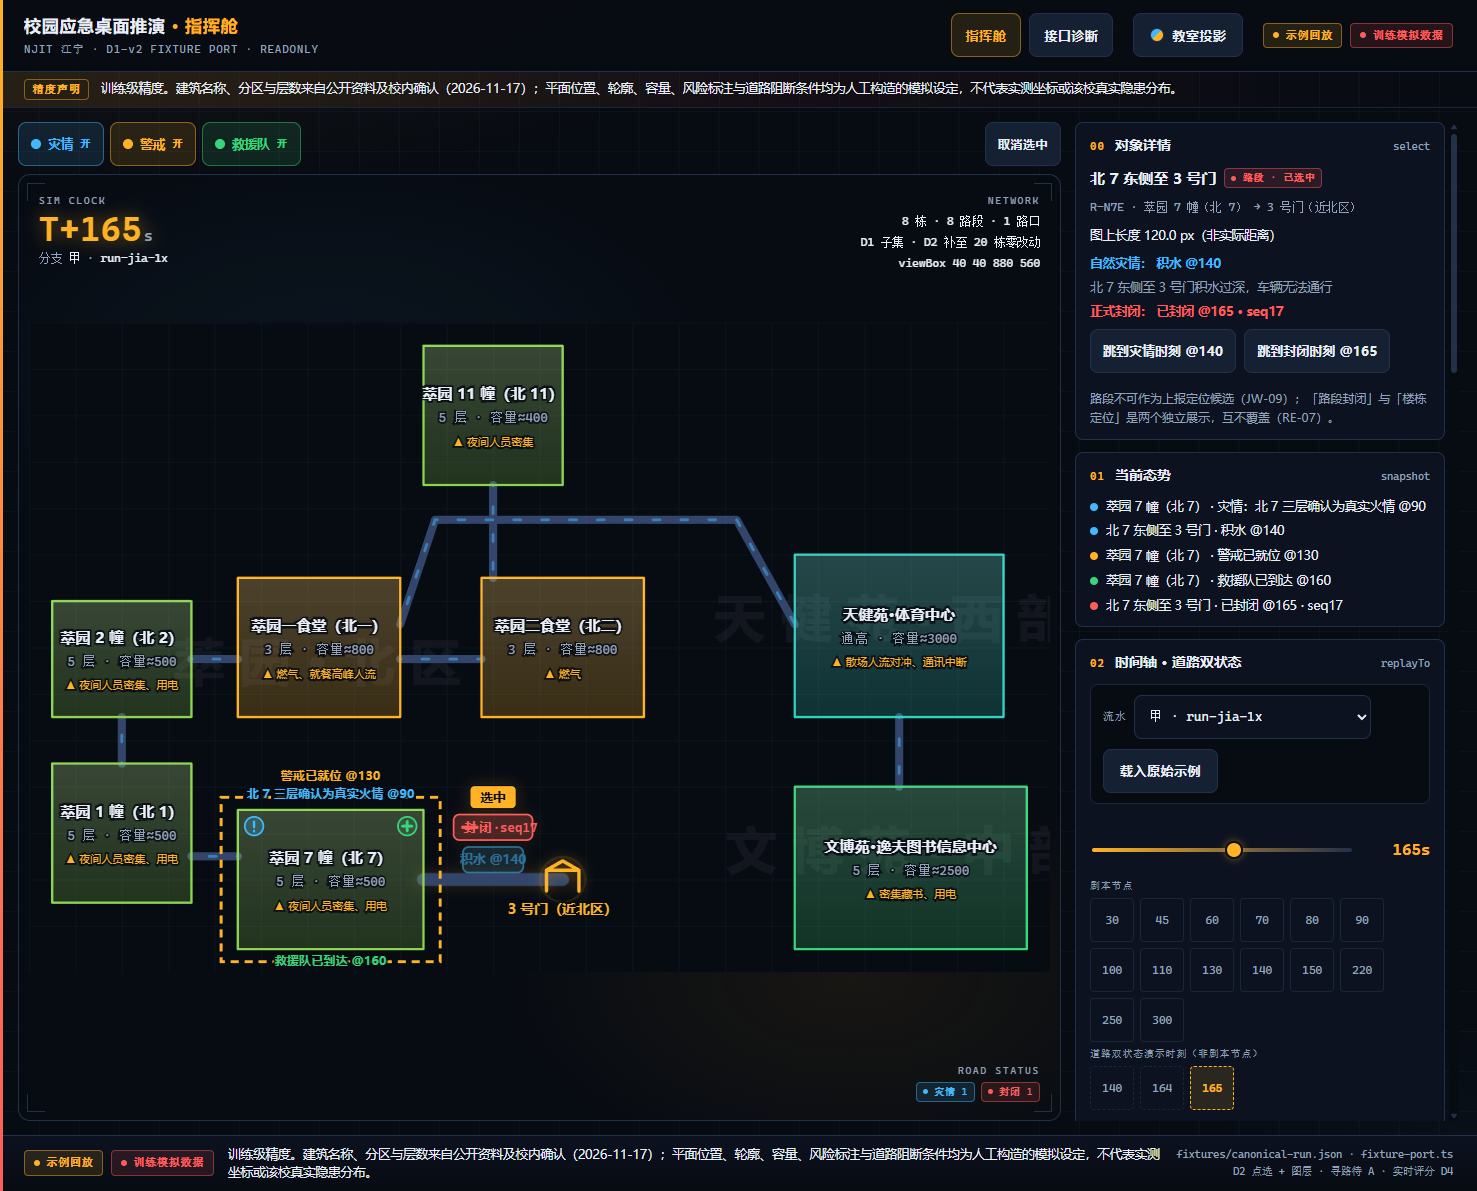 校园应急桌面推演 • 指挥舱
NJIT 江宁 · D1-v2 FIXTURE PORT · READONLY
指挥舱
接口诊断
教室投影
示例回放
训练模拟数据
精度声明
训练级精度。建筑名称、分区与层数来自公开资料及校内确认（2026-11-17）；平面位置、轮廓、容量、风险标注与道路阻断条件均为人工构造的模拟设定，不代表实测坐标或该校真实隐患分布。
灾情 开
警戒 开
救援队 开
取消选中
SIM CLOCK
T+165s
分支 甲 · run-jia-1x
NETWORK
8 栋 · 8 路段 · 1 路口
D1 子集 · D2 补至 20 栋零改动
viewBox 40 40 880 560
萃园 11 幢（北 11）
5 层 · 容量≈400
▲ 夜间人员密集
萃园 2 幢（北 2）
5 层 · 容量≈500
▲ 夜间人员密集、用电
萃园一食堂（北一）
3 层 · 容量≈800
▲ 燃气、就餐高峰人流
萃园二食堂（北二）
3 层 · 容量≈800
▲ 燃气
天健苑·体育中心
通高 · 容量≈3000
▲ 散场人流对冲、通讯中断
萃园 1 幢（北 1）
5 层 · 容量≈500
▲ 夜间人员密集、用电
警戒已就位 @130
北 7 三层确认为真实火情 @90
萃园 7 幢（北 7）
5 层 · 容量≈500
▲ 夜间人员密集、用电
救援队已到达 @160
选中
封闭·seq17
积水 @140
3 号门（近北区）
文博苑·逸夫图书信息中心
5 层 · 容量≈2500
▲ 密集藏书、用电
ROAD STATUS
灾情 1
封闭 1
00 对象详情
select
北 7 东侧至 3 号门
路段 · 已选中
R-N7E · 萃园 7 幢（北 7） → 3 号门（近北区）
图上长度 120.0 px（非实际距离）
自然灾情： 积水 @140
北 7 东侧至 3 号门积水过深，车辆无法通行
正式封闭： 已封闭 @165 • seq17
跳到灾情时刻 @140
跳到封闭时刻 @165
路段不可作为上报定位候选（JW-09）；「路段封闭」与「楼栋
定位」是两个独立展示，互不覆盖（RE-07）。
01 当前态势
snapshot
萃园 7 幢（北 7） · 灾情：北 7 三层确认为真实火情 @90
北 7 东侧至 3 号门 · 积水 @140
萃园 7 幢（北 7） · 警戒已就位 @130
萃园 7 幢（北 7） · 救援队已到达 @160
北 7 东侧至 3 号门 · 已封闭 @165 · seq17
02 时间轴 • 道路双状态
replayTo
流水
甲 · run-jia-1x
载入原始示例
165s
剧本节点
30 45 60 70 80 90
100 110 130 140 150 220
250 300
道路双状态演示时刻（非剧本节点）
140 164 165
示例回放
训练模拟数据
训练级精度。建筑名称、分区与层数来自公开资料及校内确认（2026-11-17）；平面位置、轮廓、容量、风险标注与道路阻断条件均为人工构造的模拟设定，不代表实测
坐标或该校真实隐患分布。
fixtures/canonical-run.json · fixture-port.ts
D2 点选 + 图层 · 寻路待 A · 实时评分 D4